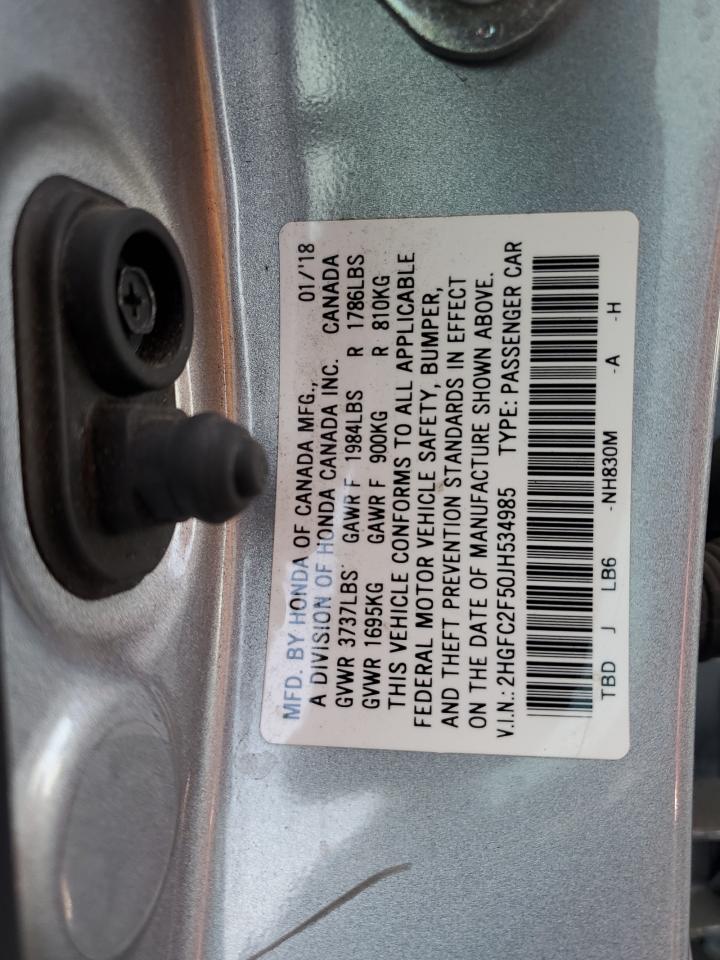 MFD. BY HONDA OF CANADA MFG., 01/'18
A DIVISION OF HONDA CANADA INC. CANADA
GVWR 3737LBS GAWR F 1984LBS R 1786LBS
GVWR 1695KG GAWR F 900KG R 810KG
THIS VEHICLE CONFORMS TO ALL APPLICABLE
FEDERAL MOTOR VEHICLE SAFETY, BUMPER,
AND THEFT PREVENTION STANDARDS IN EFFECT
ON THE DATE OF MANUFACTURE SHOWN ABOVE.
V.I.N.: 2HGFC2F50JH534985 TYPE: PASSENGER CAR
TBD J LB6 -NH830M -A -H